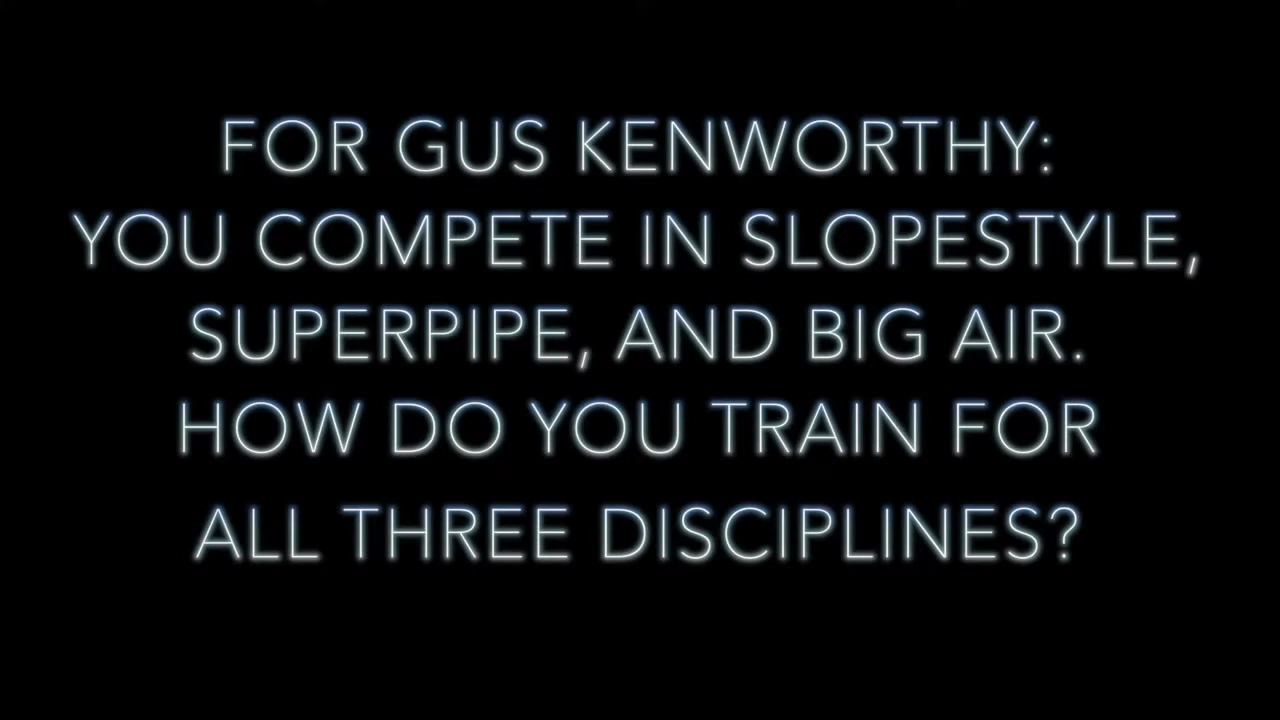 FOR GUS KENWORTHY:
YOU COMPETE IN SLOPESTYLE,
SUPERPIPE, AND BIG AIR.
HOW DO YOU TRAIN FOR
ALL THREE DISCIPLINES?